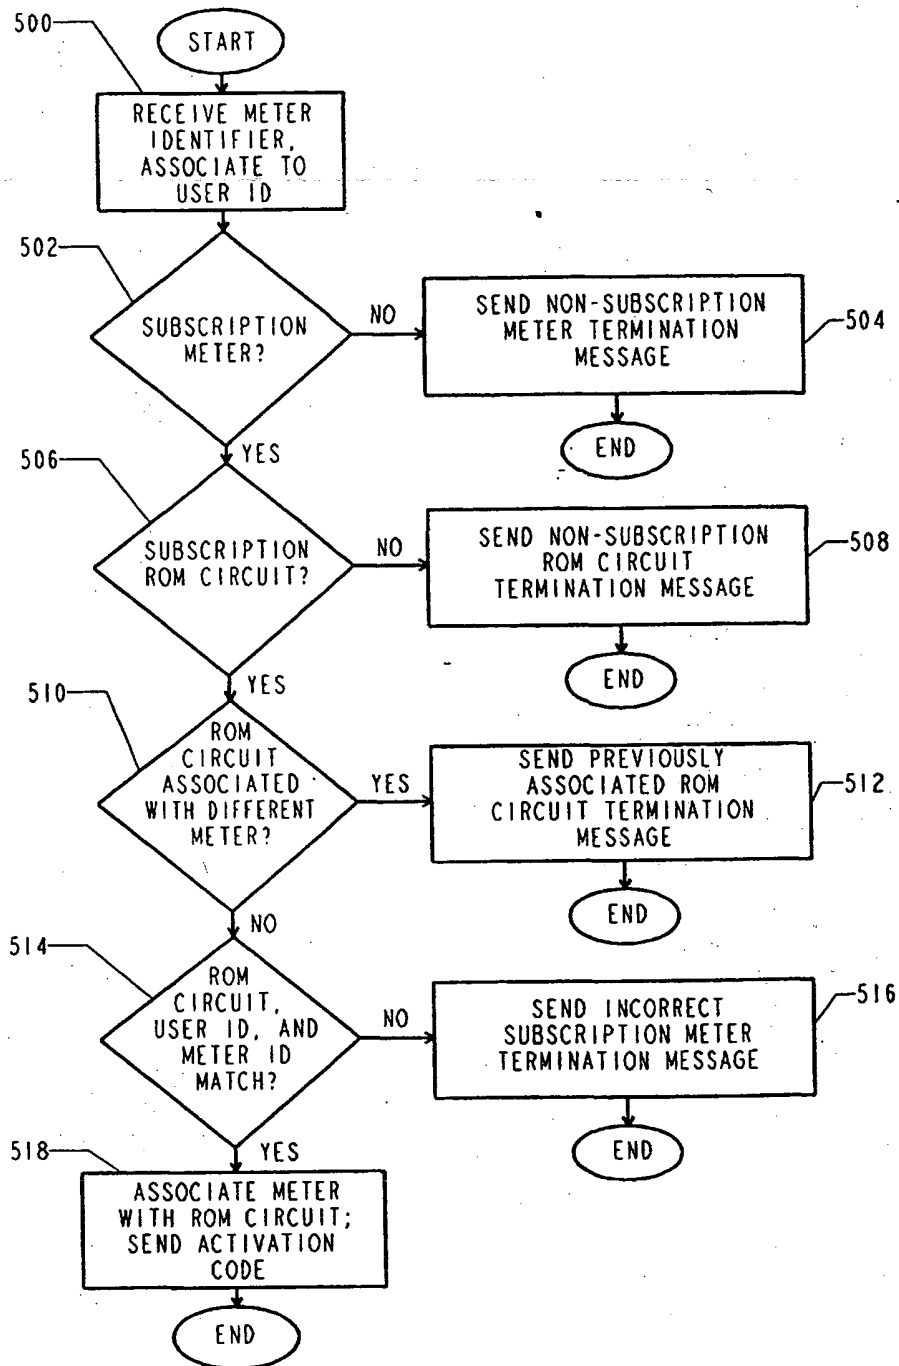 500
START
RECEIVE METER
IDENTIFIER,
ASSOCIATE TO
USER ID
502
SUBSCRIPTION
METER?
NO
SEND NON-SUBSCRIPTION
METER TERMINATION
MESSAGE
504
END
YES
506
SUBSCRIPTION
ROM CIRCUIT?
NO
SEND NON-SUBSCRIPTION
ROM CIRCUIT
TERMINATION MESSAGE
508
END
YES
510
ROM
CIRCUIT
ASSOCIATED
WITH DIFFERENT
METER?
YES
SEND PREVIOUSLY
ASSOCIATED ROM
CIRCUIT TERMINATION
MESSAGE
512
END
NO
514
ROM
CIRCUIT,
USER ID, AND
METER ID
MATCH?
NO
SEND INCORRECT
SUBSCRIPTION METER
TERMINATION MESSAGE
516
END
YES
518
ASSOCIATE METER
WITH ROM CIRCUIT;
SEND ACTIVATION
CODE
END